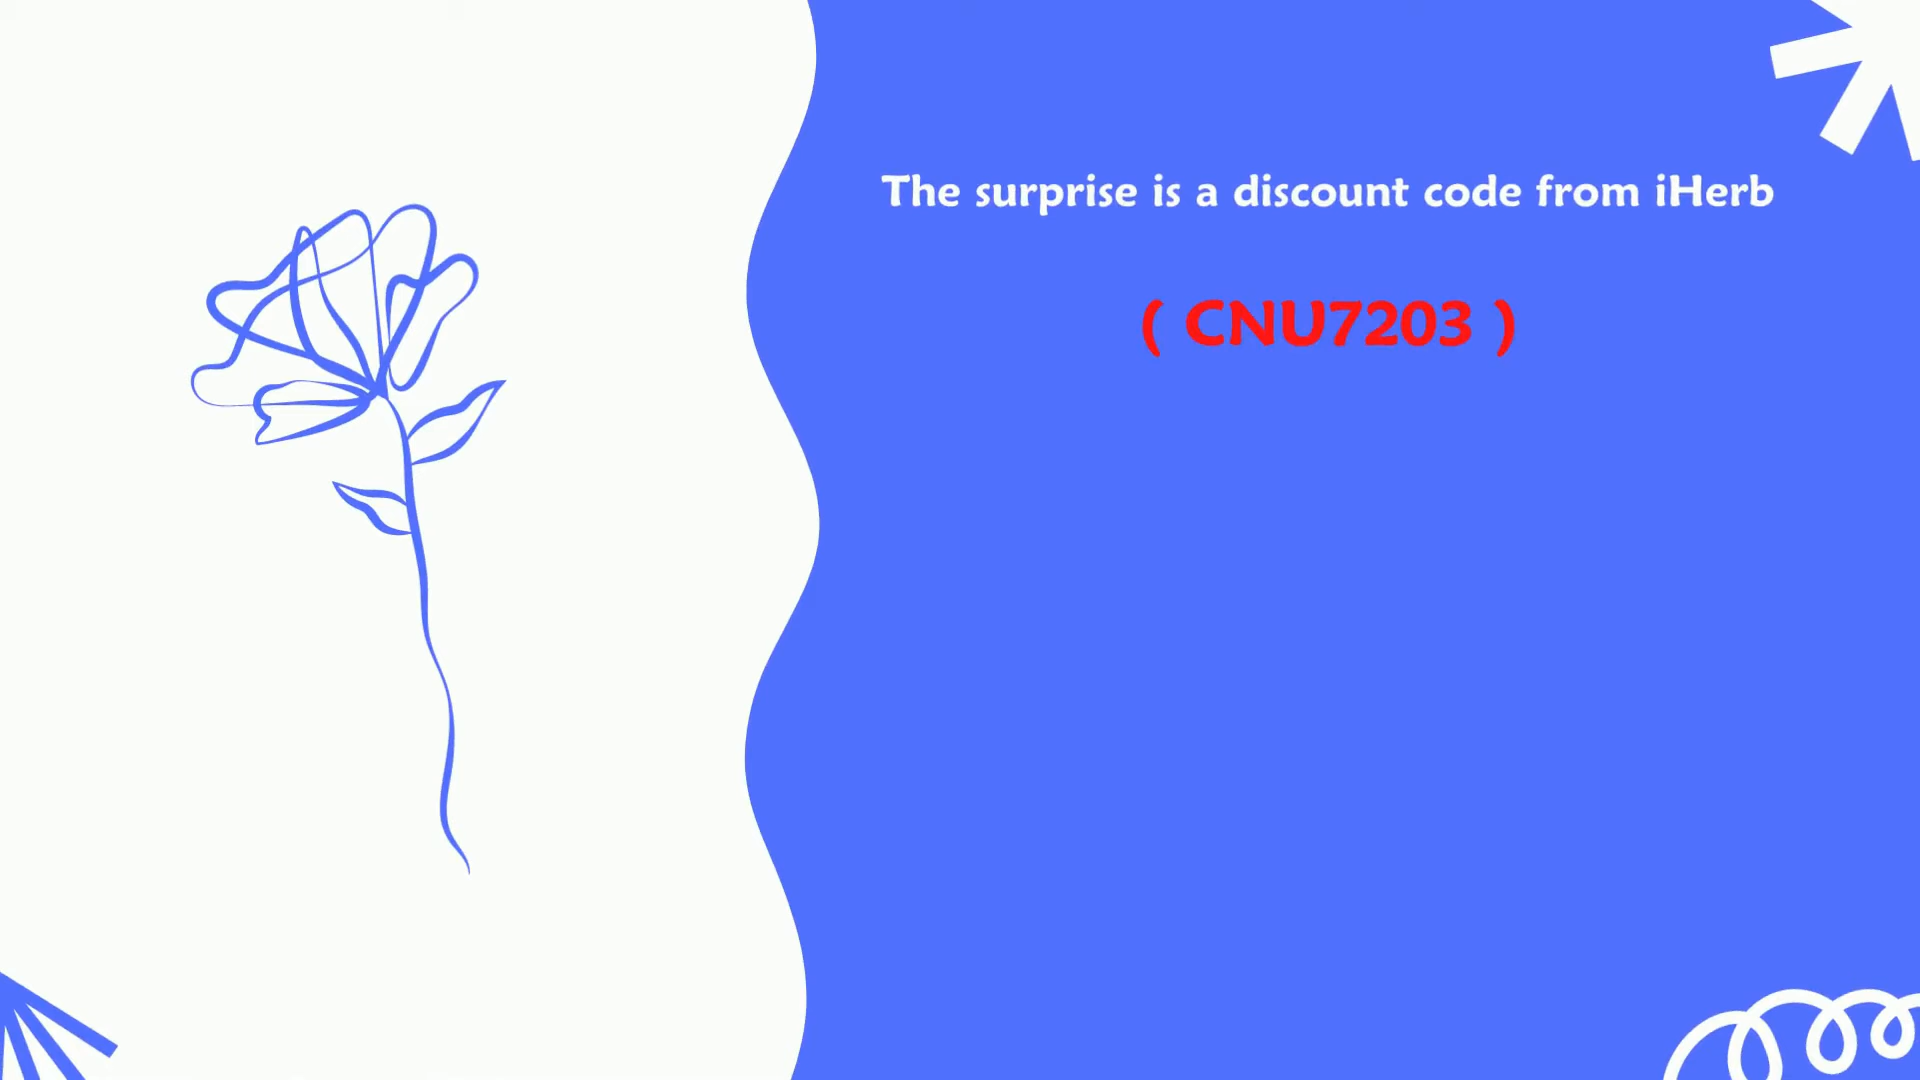 The surprise is a discount code from iHerb
( CNU7203 )